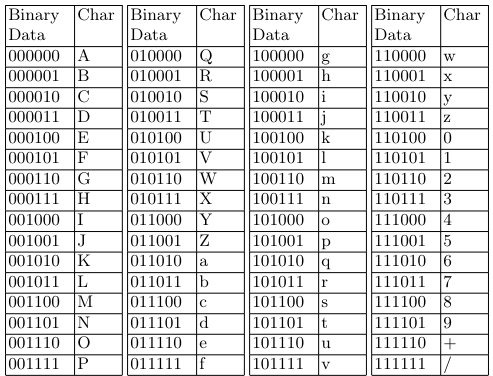 Binary Data Char Binary Data Char Binary Data Char Binary Data Char
000000 A 010000 Q 100000 g 110000 w
000001 B 010001 R 100001 h 110001 x
000010 C 010010 S 100010 i 110010 y
000011 D 010011 T 100011 j 110011 z
000100 E 010100 U 100100 k 110100 0
000101 F 010101 V 100101 l 110101 1
000110 G 010110 W 100110 m 110110 2
000111 H 010111 X 100111 n 110111 3
001000 I 011000 Y 101000 o 111000 4
001001 J 011001 Z 101001 p 111001 5
001010 K 011010 a 101010 q 111010 6
001011 L 011011 b 101011 r 111011 7
001100 M 011100 c 101100 s 111100 8
001101 N 011101 d 101101 t 111101 9
001110 O 011110 e 101110 u 111110 +
001111 P 011111 f 101111 v 111111 /